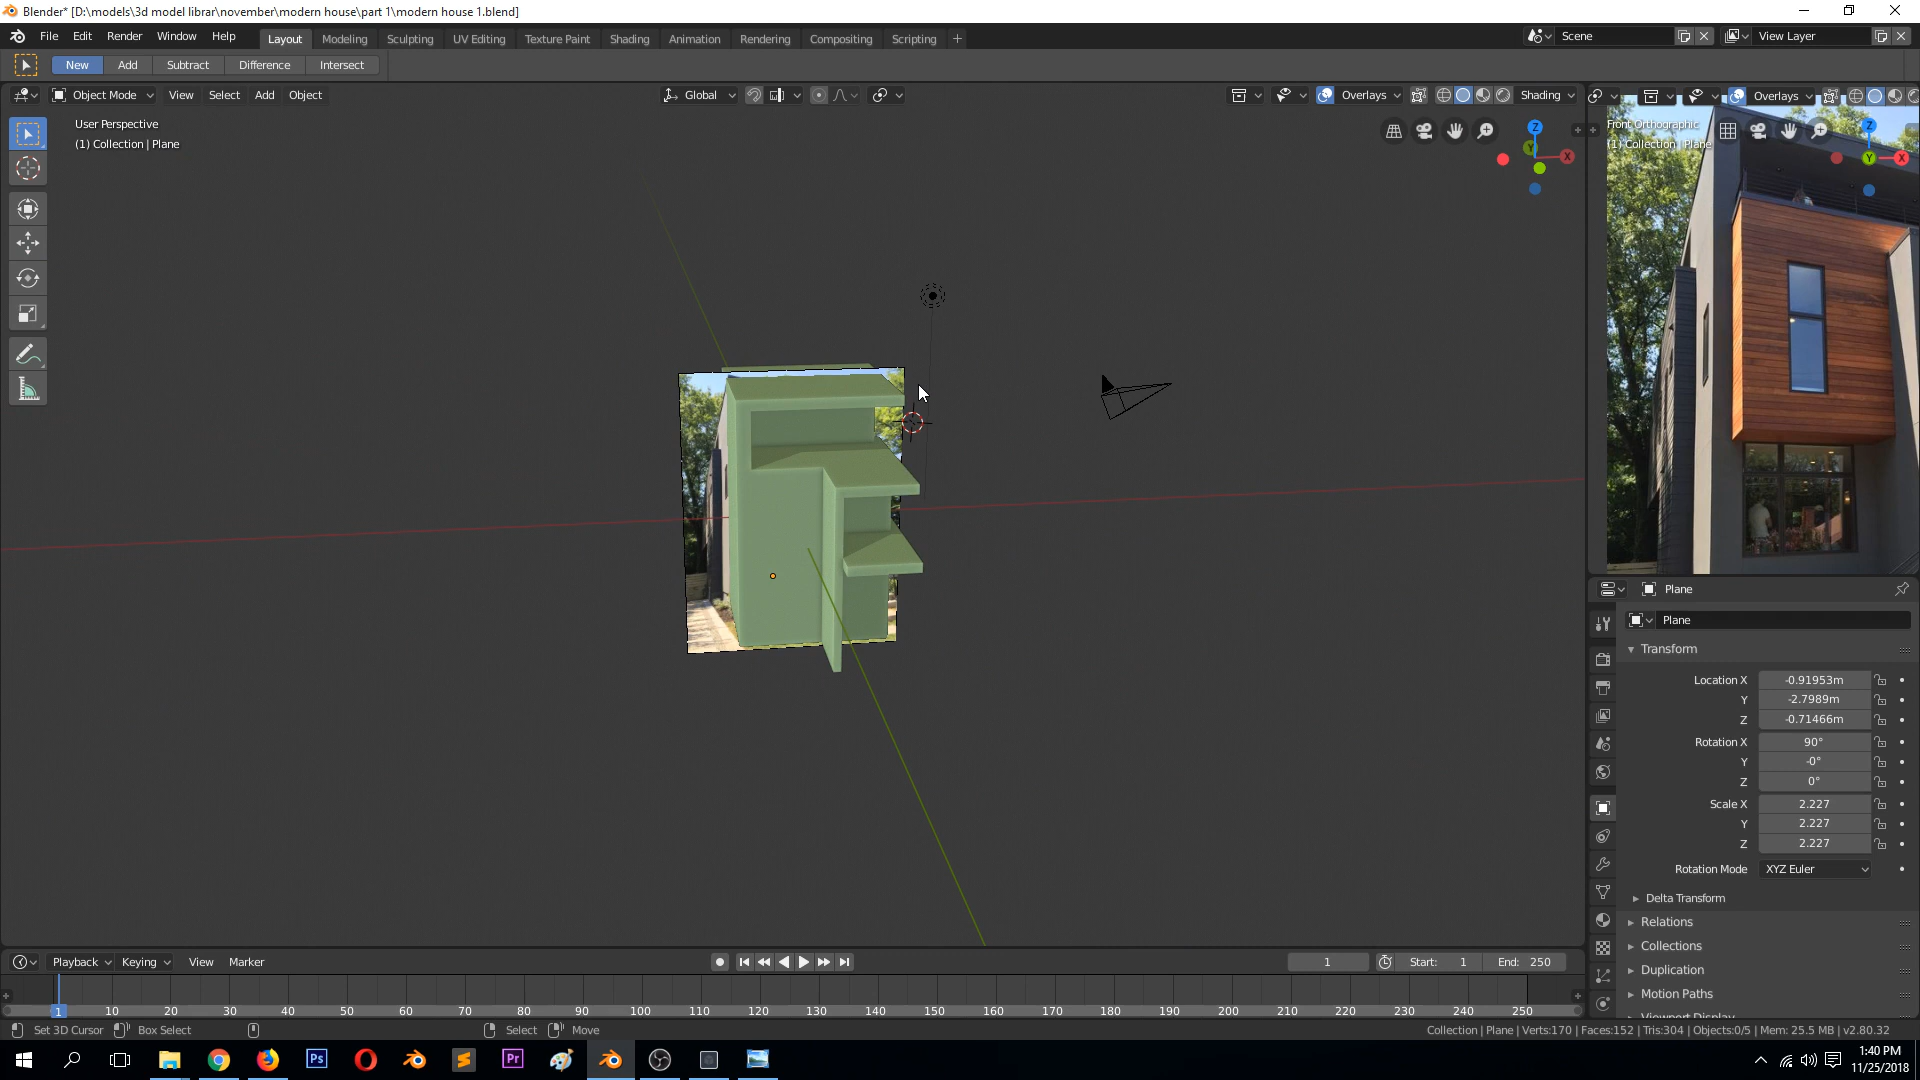 Blender* [D:\models\3d model librar\november\modern house\part 1\modern house 1.blend]
File Edit Render Window Help Layout Modeling Sculpting UV Editing Texture Paint Shading Animation Rendering Compositing Scripting + Scene View Layer
New Add Subtract Difference Intersect
Object Mode View Select Add Object Global Overlays Shading Overlays
User Perspective
(1) Collection | Plane
Z
Y
X
Front Orthographic
(1) Collection | Plane
Z
Y
X
Plane
Plane
Transform
Location X -0.91953m
Y -2.7989m
Z -0.71466m
Rotation X 90°
Y -0°
Z 0°
Scale X 2.227
Y 2.227
Z 2.227
Rotation Mode XYZ Euler
Delta Transform
Relations
Collections
Duplication
Motion Paths
Viewport Display
Playback Keying View Marker 1 Start: 1 End: 250
1 10 20 30 40 50 60 70 80 90 100 110 120 130 140 150 160 170 180 190 200 210 220 230 240 250
Set 3D Cursor Box Select Select Move Collection | Plane | Verts:170 | Faces:152 | Tris:304 | Objects:0/5 | Mem: 25.5 MB | v2.80.32
Ps Pr
1:40 PM
11/25/2018